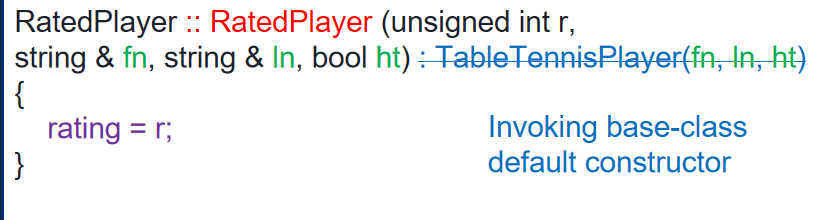 RatedPlayer :: RatedPlayer (unsigned int r,
string & fn, string & ln, bool ht) : TableTennisPlayer(fn, ln, ht)
{
rating = r;
}
Invoking base-class
default constructor